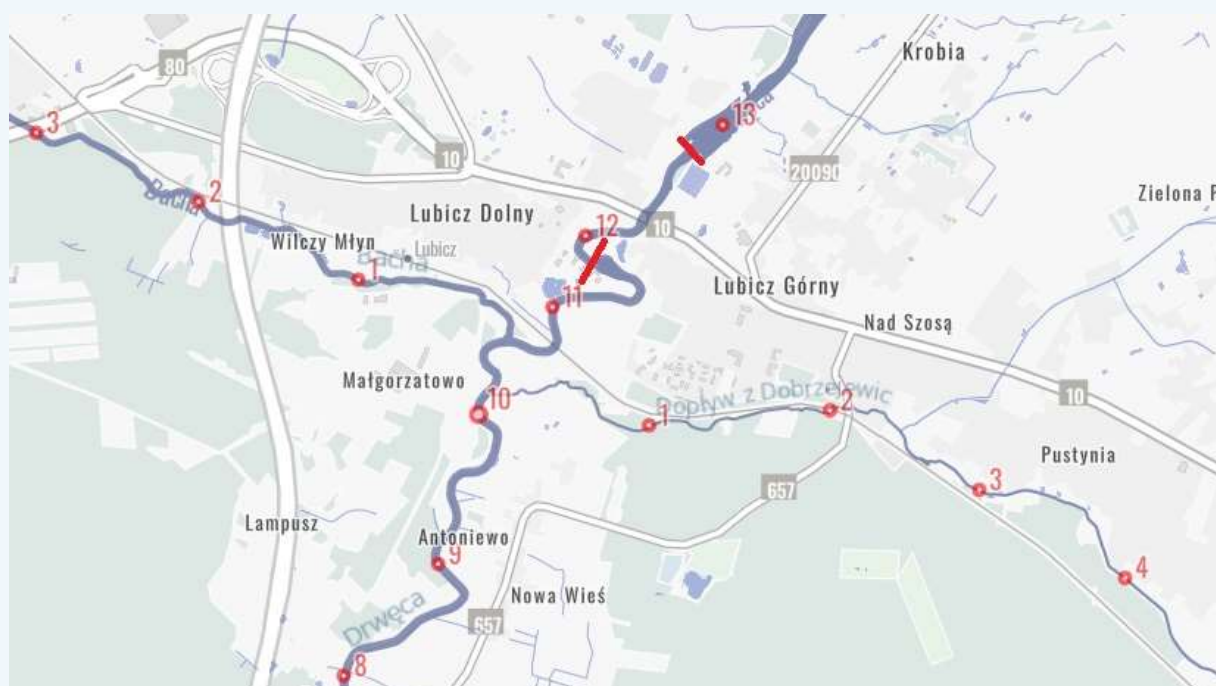 Krobia
80
3
13
10
20090
2
Bacha
Lubicz Dolny
12
10
Zielona P
Wilczy Młyn
Lubicz
Bacha
1
11
Lubicz Górny
Nad Szosą
Małgorzatowo
10
1
Dopływ z Dobrzejewic
2
10
Pustynia
657
3
Lampusz
Antoniewo
9
4
Nowa Wieś
Drwęca
657
8